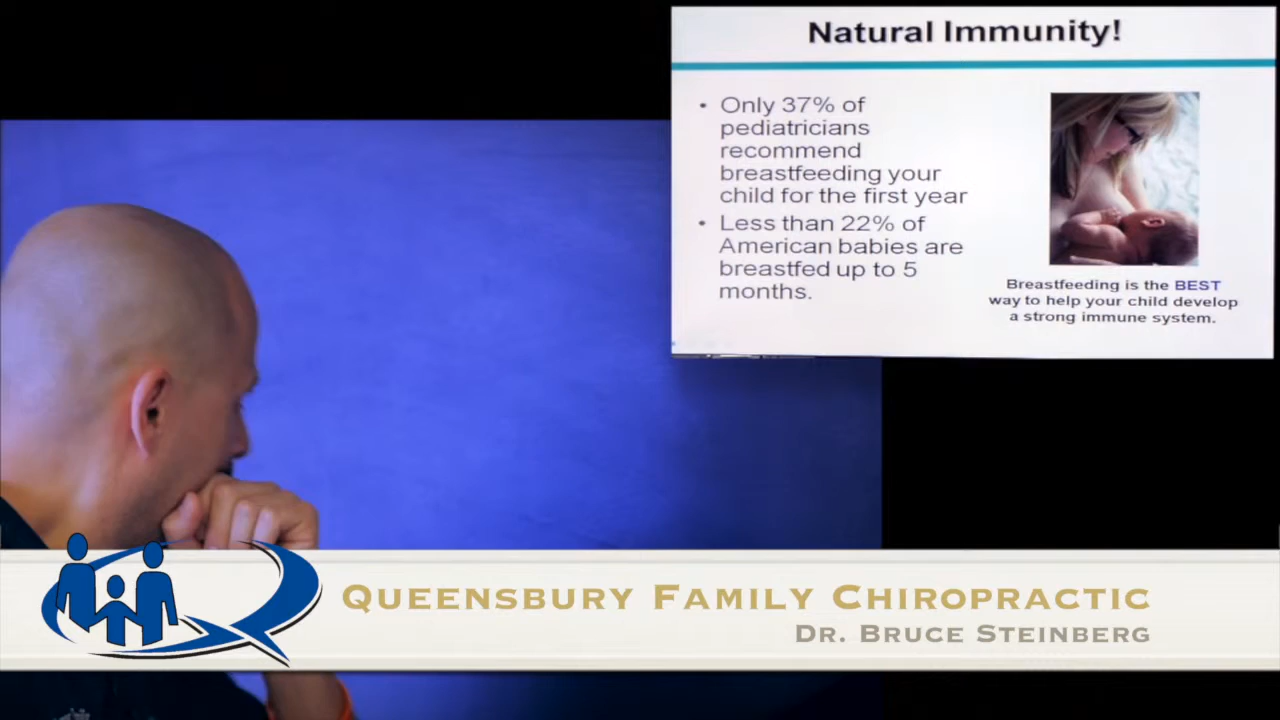 Natural Immunity!
• Only 37% of
pediatricians
recommend
breastfeeding your
child for the first year
• Less than 22% of
American babies are
breastfed up to 5
months.
Breastfeeding is the BEST
way to help your child develop
a strong immune system.
QUEENSBURY FAMILY CHIROPRACTIC
DR. BRUCE STEINBERG